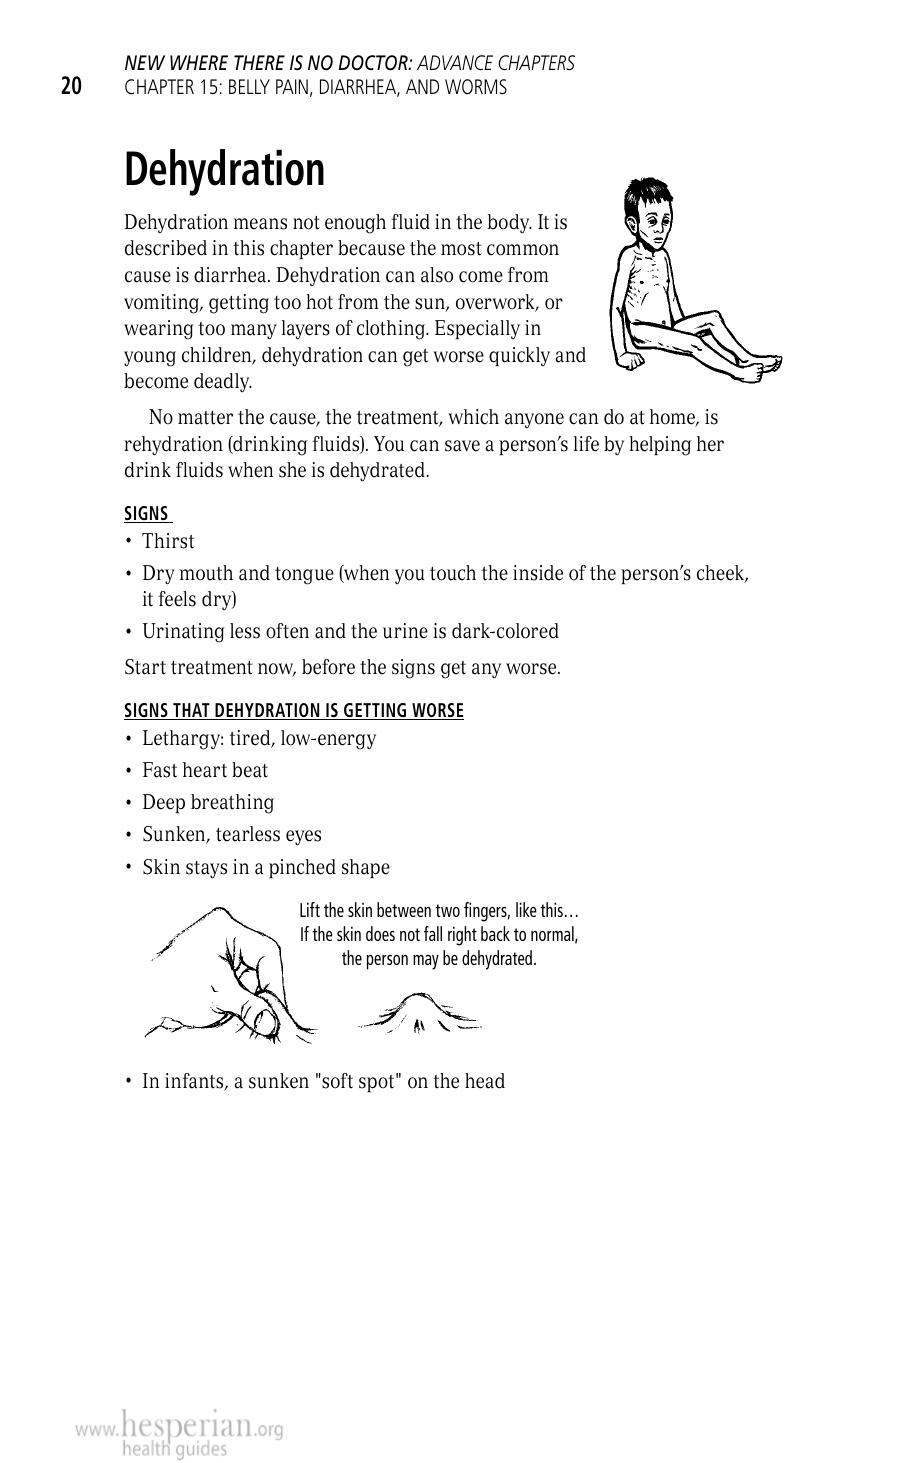 NEW WHERE THERE IS NO DOCTOR: ADVANCE CHAPTERS
20 CHAPTER 15: BELLY PAIN, DIARRHEA, AND WORMS
Dehydration
Dehydration means not enough fluid in the body. It is
described in this chapter because the most common
cause is diarrhea. Dehydration can also come from
vomiting, getting too hot from the sun, overwork, or
wearing too many layers of clothing. Especially in
young children, dehydration can get worse quickly and
become deadly.
No matter the cause, the treatment, which anyone can do at home, is
rehydration (drinking fluids). You can save a person’s life by helping her
drink fluids when she is dehydrated.
SIGNS
• Thirst
• Dry mouth and tongue (when you touch the inside of the person’s cheek,
it feels dry)
• Urinating less often and the urine is dark-colored
Start treatment now, before the signs get any worse.
SIGNS THAT DEHYDRATION IS GETTING WORSE
• Lethargy: tired, low-energy
• Fast heart beat
• Deep breathing
• Sunken, tearless eyes
• Skin stays in a pinched shape
Lift the skin between two fingers, like this…
If the skin does not fall right back to normal,
the person may be dehydrated.
• In infants, a sunken "soft spot" on the head
www.hesperian.org
health guides